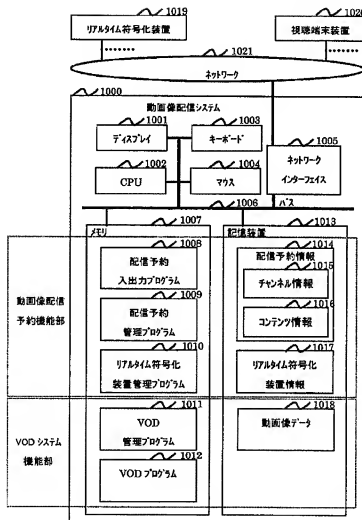 1019
リアルタイム符号化装置
1020
視聴端末装置
1021
ネットワーク
1000
動画像配信システム
1001
ディスプレイ
1003
キーボード
1002
CPU
1004
マウス
1005
ネットワーク
インターフェイス
1006
バス
1007
メモリ
1013
記憶装置
動画像配信
予約機能部
1008
配信予約
入出力プログラム
1009
配信予約
管理プログラム
1010
リアルタイム符号化
装置管理プログラム
1014
配信予約情報
1015
チャンネル情報
1016
コンテンツ情報
1017
リアルタイム符号化
装置情報
VOD システム
機能部
1011
VOD
管理プログラム
1012
VOD プログラム
1018
動画像データ